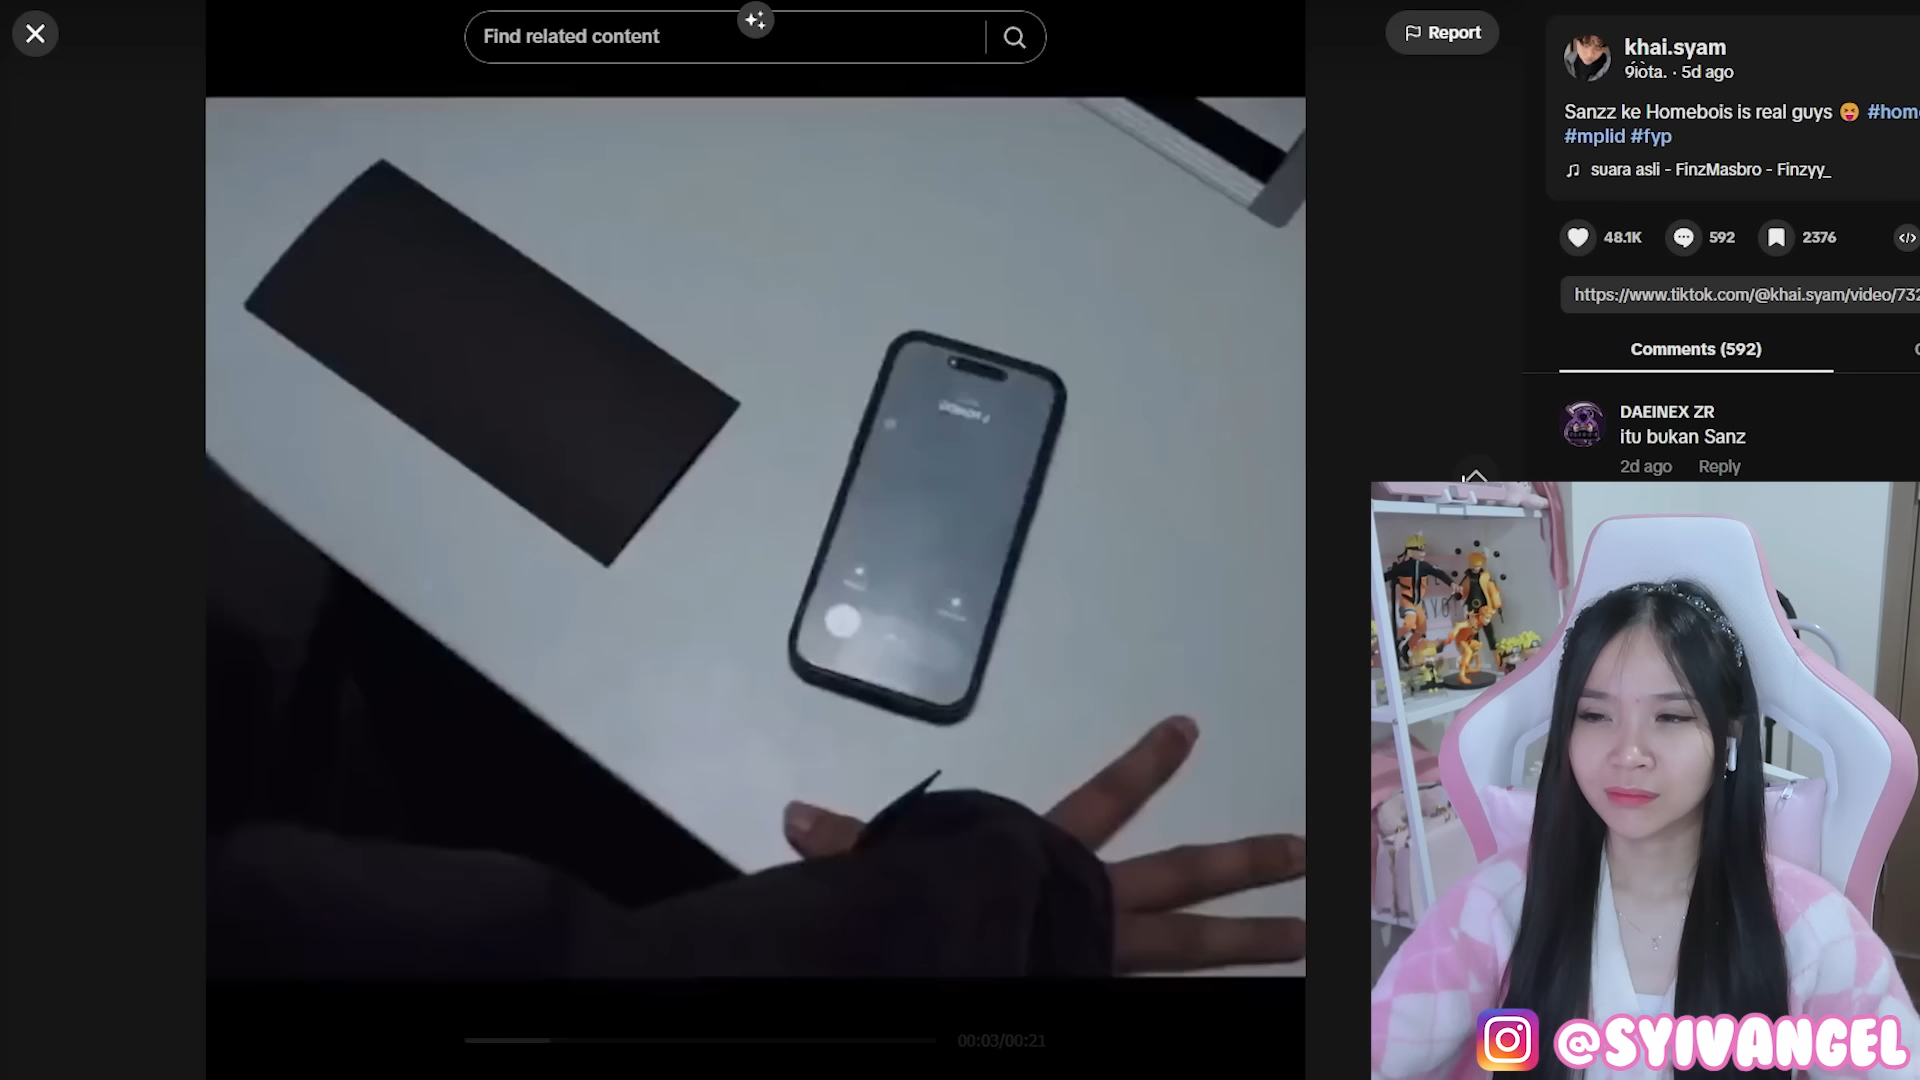 Find related content
Report
khai.syam
9iota. · 5d ago
Sanzz ke Homebois is real guys 😝 #hom
#mplid #fyp
suara asli - FinzMasbro - Finzyy_
48.1K
592
2376
https://www.tiktok.com/@khai.syam/video/732
Comments (592)
DAEINEX ZR
itu bukan Sanz
2d ago Reply
00:03/00:21
@SYIVANGEL